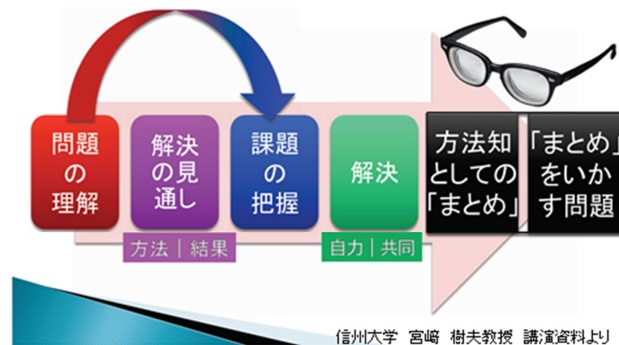 問題
の
理解
解決
の見
通し
課題
の
把握
解決
方法知
としての
「まとめ」
「まとめ」
をいか
す問題
方法｜結果
自力｜共同
信州大学 宮﨑 樹夫教授 講演資料より